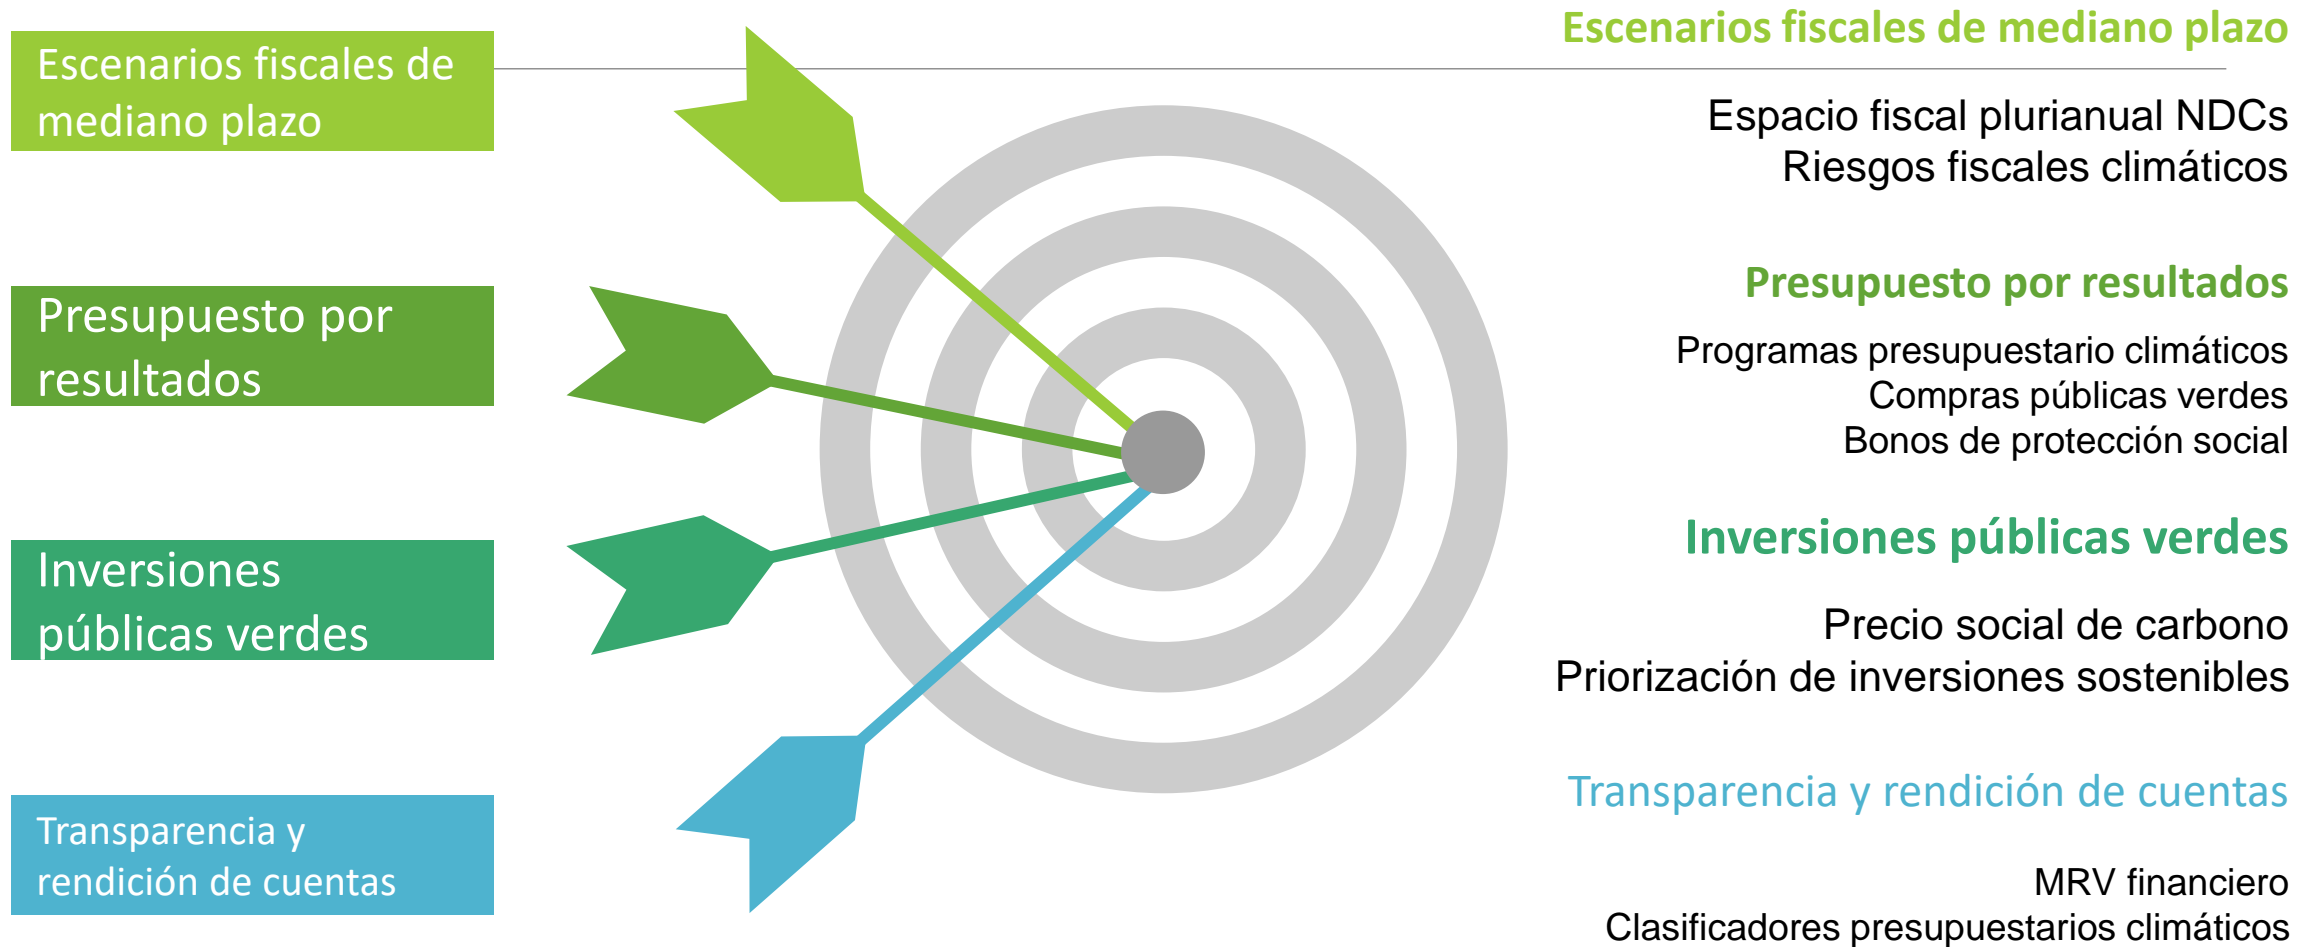 Escenarios fiscales de
mediano plazo
Presupuesto por
resultados
Inversiones
públicas verdes
Transparencia y
rendición de cuentas
Escenarios fiscales de mediano plazo
Espacio fiscal plurianual NDCs
Riesgos fiscales climáticos
Presupuesto por resultados
Programas presupuestario climáticos
Compras públicas verdes
Bonos de protección social
Inversiones públicas verdes
Precio social de carbono
Priorización de inversiones sostenibles
Transparencia y rendición de cuentas
MRV financiero
Clasificadores presupuestarios climáticos